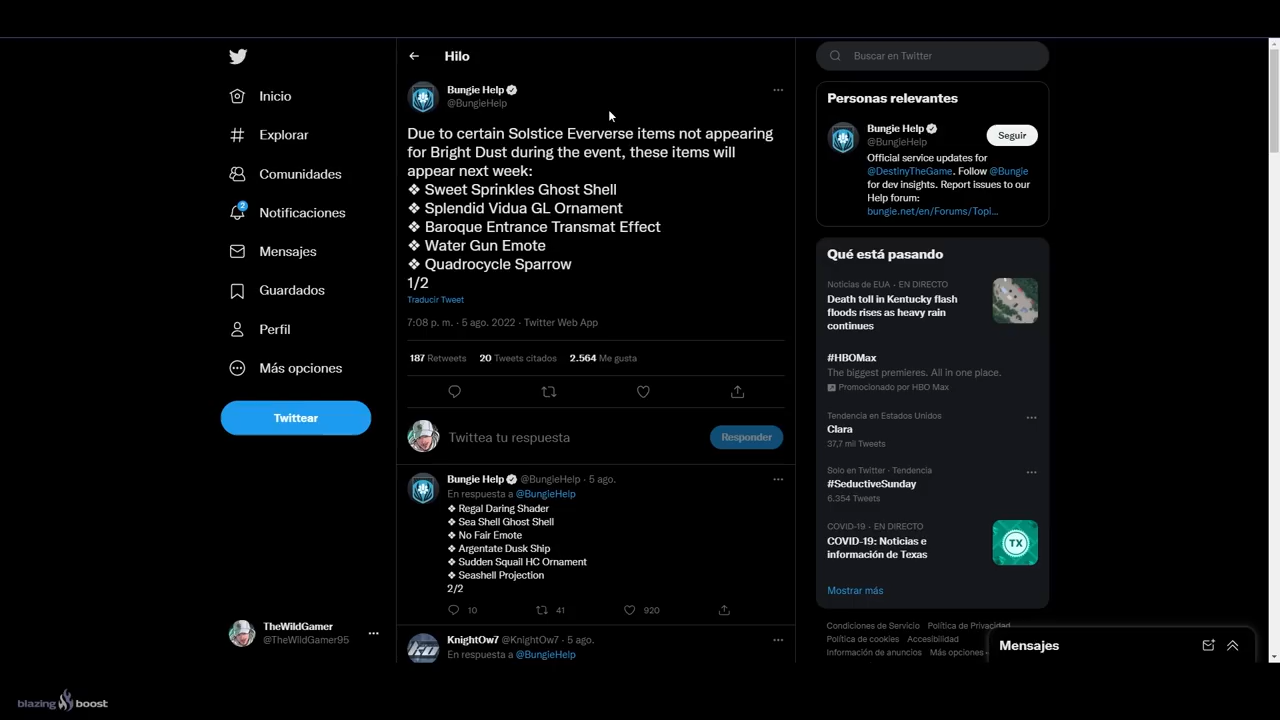 Inicio
Explorar
Comunidades
2
Notificaciones
Mensajes
Guardados
Perfil
Más opciones
Twittear
TheWildGamer
@TheWildGamer95
Hilo
Bungie Help
@BungieHelp
Due to certain Solstice Eververse items not appearing
for Bright Dust during the event, these items will
appear next week:
❖ Sweet Sprinkles Ghost Shell
❖ Splendid Vidua GL Ornament
❖ Baroque Entrance Transmat Effect
❖ Water Gun Emote
❖ Quadrocycle Sparrow
1/2
Traducir Tweet
7:08 p. m. · 5 ago. 2022 · Twitter Web App
187 Retweets 20 Tweets citados 2.564 Me gusta
Twittea tu respuesta
Responder
Bungie Help @BungieHelp · 5 ago.
En respuesta a @BungieHelp
❖ Regal Daring Shader
❖ Sea Shell Ghost Shell
❖ No Fair Emote
❖ Argentate Dusk Ship
❖ Sudden Squail HC Ornament
❖ Seashell Projection
2/2
10 41 920
KnightOw7 @KnightOw7 · 5 ago.
En respuesta a @BungieHelp
Buscar en Twitter
Personas relevantes
Bungie Help
@BungieHelp
Seguir
Official service updates for
@DestinyTheGame. Follow @Bungie
for dev insights. Report issues to our
Help forum:
bungie.net/en/Forums/Topi...
Qué está pasando
Noticias de EUA · EN DIRECTO
Death toll in Kentucky flash
floods rises as heavy rain
continues
#HBOMax
The biggest premieres. All in one place.
Promocionado por HBO Max
Tendencia en Estados Unidos
Clara
37,7 mil Tweets
Solo en Twitter · Tendencia
#SeductiveSunday
6.354 Tweets
COVID-19 · EN DIRECTO
COVID-19: Noticias e
información de Texas
TX
Mostrar más
Condiciones de Servicio Política de Privacidad
Política de cookies Accesibilidad
Información de anuncios Más opciones
Mensajes
blazing boost